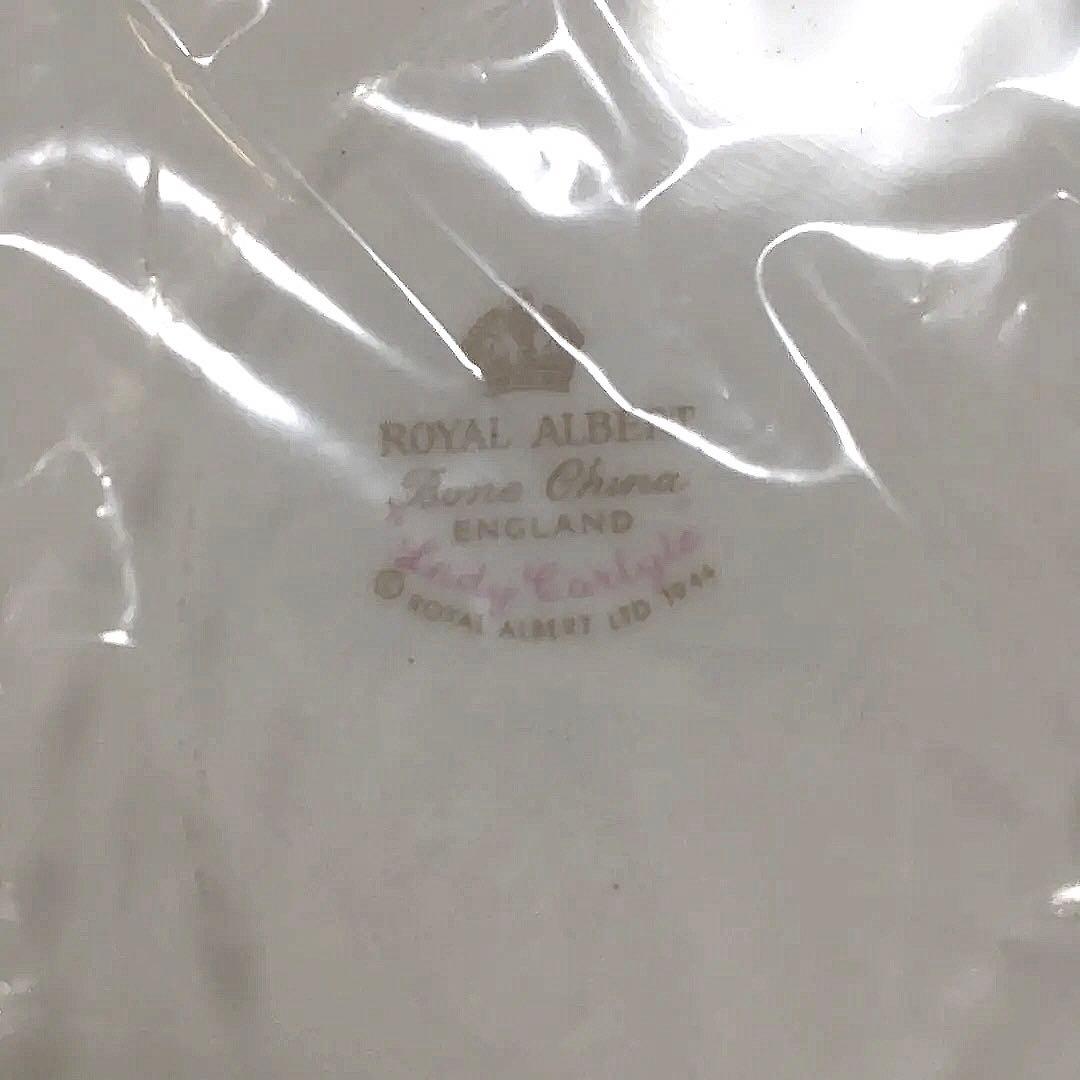 ROYAL ALBERT
Bone China
ENGLAND
Lady Carlyle
© ROYAL ALBERT LTD 1944